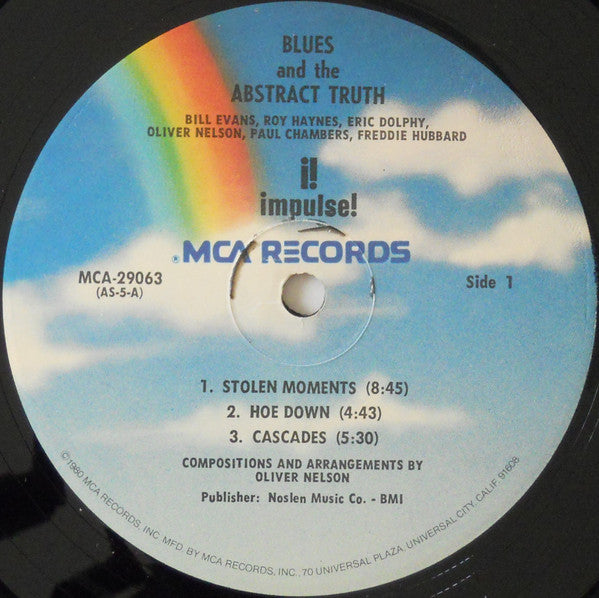 BLUES
and the
ABSTRACT TRUTH
BILL EVANS, ROY HAYNES, ERIC DOLPHY,
OLIVER NELSON, PAUL CHAMBERS, FREDDIE HUBBARD
i!
impulse!
®MCA RECORDS
MCA-29063
(AS-5-A)
Side 1
1. STOLEN MOMENTS (8:45)
2. HOE DOWN (4:43)
3. CASCADES (5:30)
COMPOSITIONS AND ARRANGEMENTS BY
OLIVER NELSON
Publisher: Noslen Music Co. - BMI
©1980 MCA RECORDS, INC. MFD. BY MCA RECORDS, INC., 70 UNIVERSAL PLAZA, UNIVERSAL CITY, CALIF. 91608